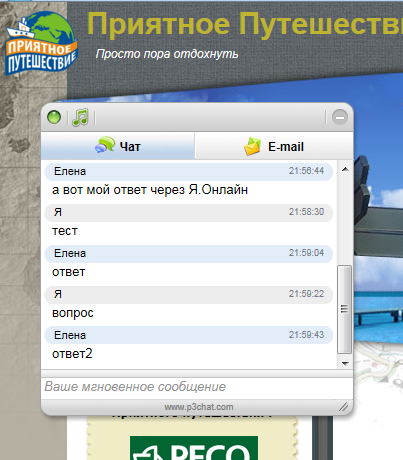 Приятное Путешестви
Просто пора отдохнуть
ПРИЯТНОЕ
ПУТЕШЕСТВИЕ
Чат
E-mail
Елена 21:56:44
а вот мой ответ через Я.Онлайн
Я 21:58:30
тест
Елена 21:59:04
ответ
Я 21:59:22
вопрос
Елена 21:59:43
ответ2
Ваше мгновенное сообщение
www.p3chat.com
РЕСО